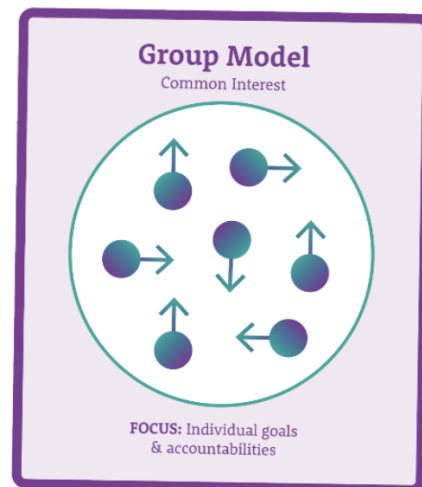 Group Model
Common Interest
FOCUS: Individual goals
& accountabilities